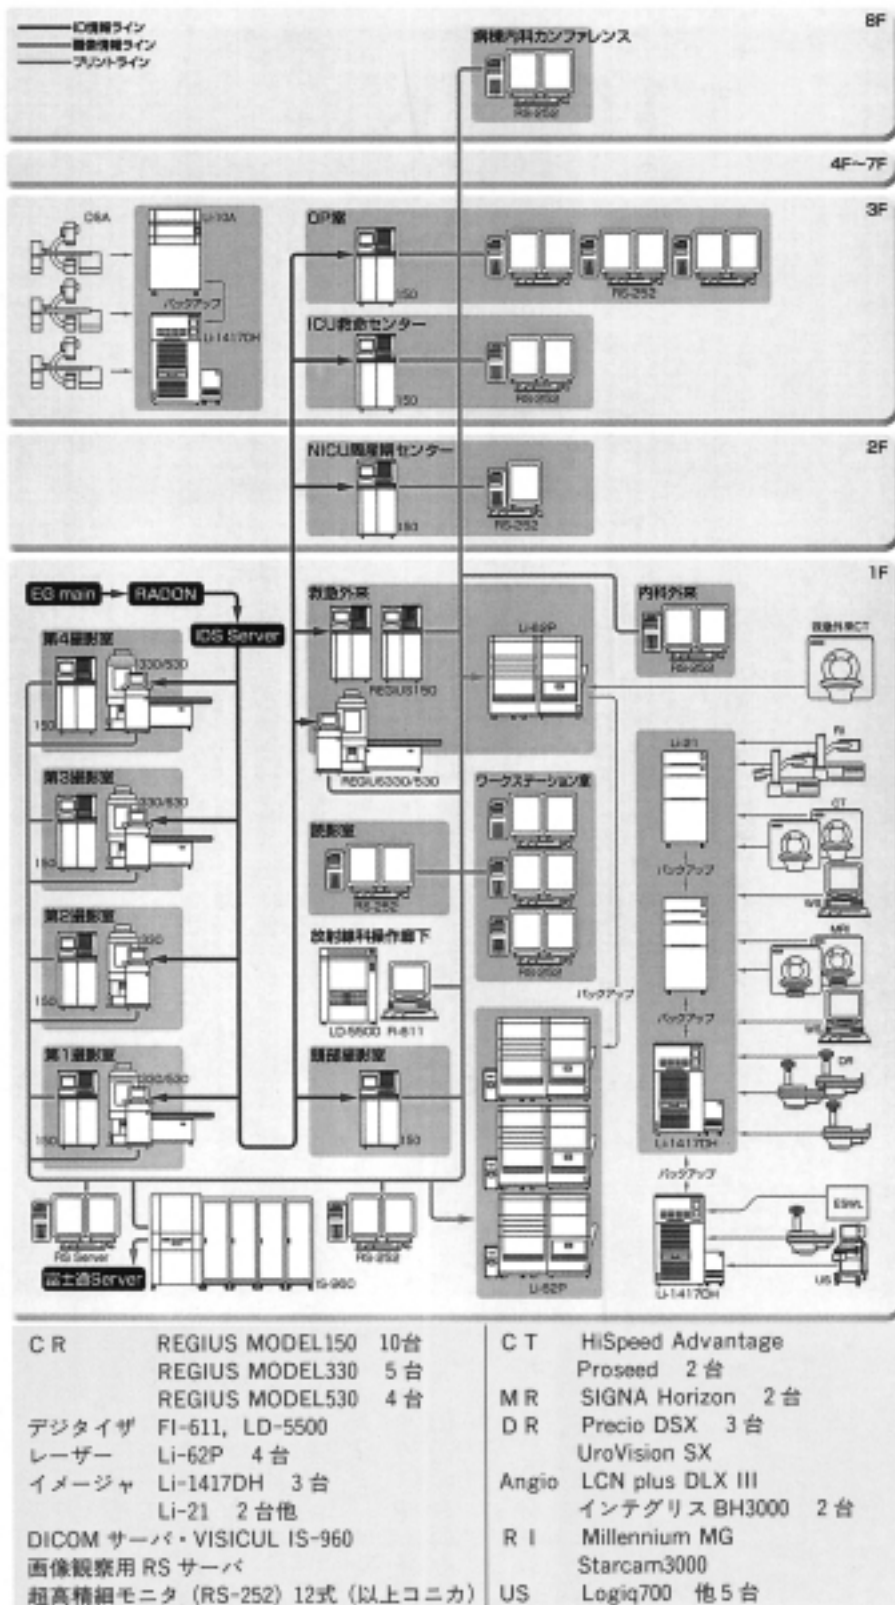 ID情報ライン
画像情報ライン
プリントライン
8F
病棟内科カンファレンス
RS-252
4F~7F
3F
DSA
Li-10A
バックアップ
Li-1417DH
OP室
150
RS-252
ICU救命センター
150
RS-252
2F
NICU周産期センター
150
RS-252
1F
EG main
RADON
IDS Server
第4撮影室
330/530
150
第3撮影室
330/530
150
第2撮影室
330
150
第1撮影室
330/530
150
救急外来
REGIUS150
REGIUS330/530
Li-62P
内科外来
RS-252
救急外来CT
読影室
RS-252
ワークステーション室
RS-252
放射線科操作廊下
LD-5500 FI-611
頭部撮影室
150
バックアップ
Li-62P
Li-21
バックアップ
バックアップ
Li-1417DH
バックアップ
Li-1417DH
RI
CT
WS
MRI
WS
DR
ESWL
US
RS Server
富士通Server
IS-960
RS-252
CR REGIUS MODEL150 10台
REGIUS MODEL330 5台
REGIUS MODEL530 4台
デジタイザ FI-611, LD-5500
レーザー Li-62P 4台
イメージャ Li-1417DH 3台
Li-21 2台他
DICOM サーバ・VISICUL IS-960
画像観察用 RS サーバ
超高精細モニタ (RS-252) 12式 (以上コニカ)
CT HiSpeed Advantage
Proseed 2台
MR SIGNA Horizon 2台
DR Precio DSX 3台
UroVision SX
Angio LCN plus DLX III
インテグリス BH3000 2台
RI Millennium MG
Starcam3000
US Logiq700 他5台